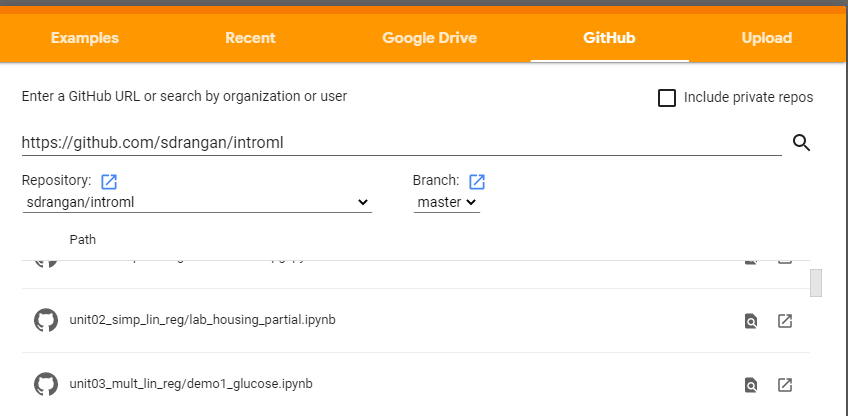 Examples Recent Google Drive GitHub Upload
Enter a GitHub URL or search by organization or user Include private repos
https://github.com/sdrangan/introml
Repository: Branch:
sdrangan/introml master
Path
unit02_simp_lin_reg/lab_housing_partial.ipynb
unit03_mult_lin_reg/demo1_glucose.ipynb